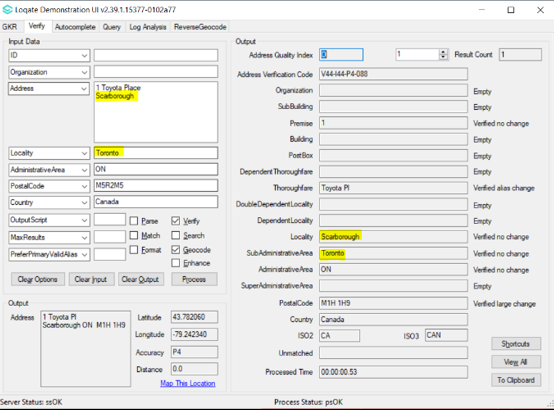 Loqate Demonstration UI v2.39.1.15377-0102a77
GKR Verify Autocomplete Query Log Analysis ReverseGeocode
Input Data
ID
Organization
Address 1 Toyota Place
Scarborough
Locality Toronto
AdministrativeArea ON
PostalCode M5R2M5
Country Canada
OutputScript Parse Verify
MaxResults Match Search
PreferPrimaryValidAlias Format Geocode
Enhance
Clear Options Clear Input Clear Output Process
Output
Address 1 Toyota Pl
Scarborough ON M1H 1H9
Latitude 43.782060
Longitude -79.242340
Accuracy P4
Distance 0.0
Map This Location
Output
Address Quality Index D 1 Result Count 1
Address Verification Code V44-I44-P4-088
Organization Empty
SubBuilding Empty
Premise 1 Verified no change
Building Empty
PostBox Empty
DependentThoroughfare Empty
Thoroughfare Toyota Pl Verified alias change
DoubleDependentLocality Empty
DependentLocality Empty
Locality Scarborough Verified no change
SubAdministrativeArea Toronto Verified no change
AdministrativeArea ON Verified no change
SuperAdministrativeArea Empty
PostalCode M1H 1H9 Verified large change
Country Canada
ISO2 CA ISO3 CAN
Unmatched
Processed Time 00:00:00.53
Shortcuts
View All
To Clipboard
Server Status: ssOK Process Status: psOK